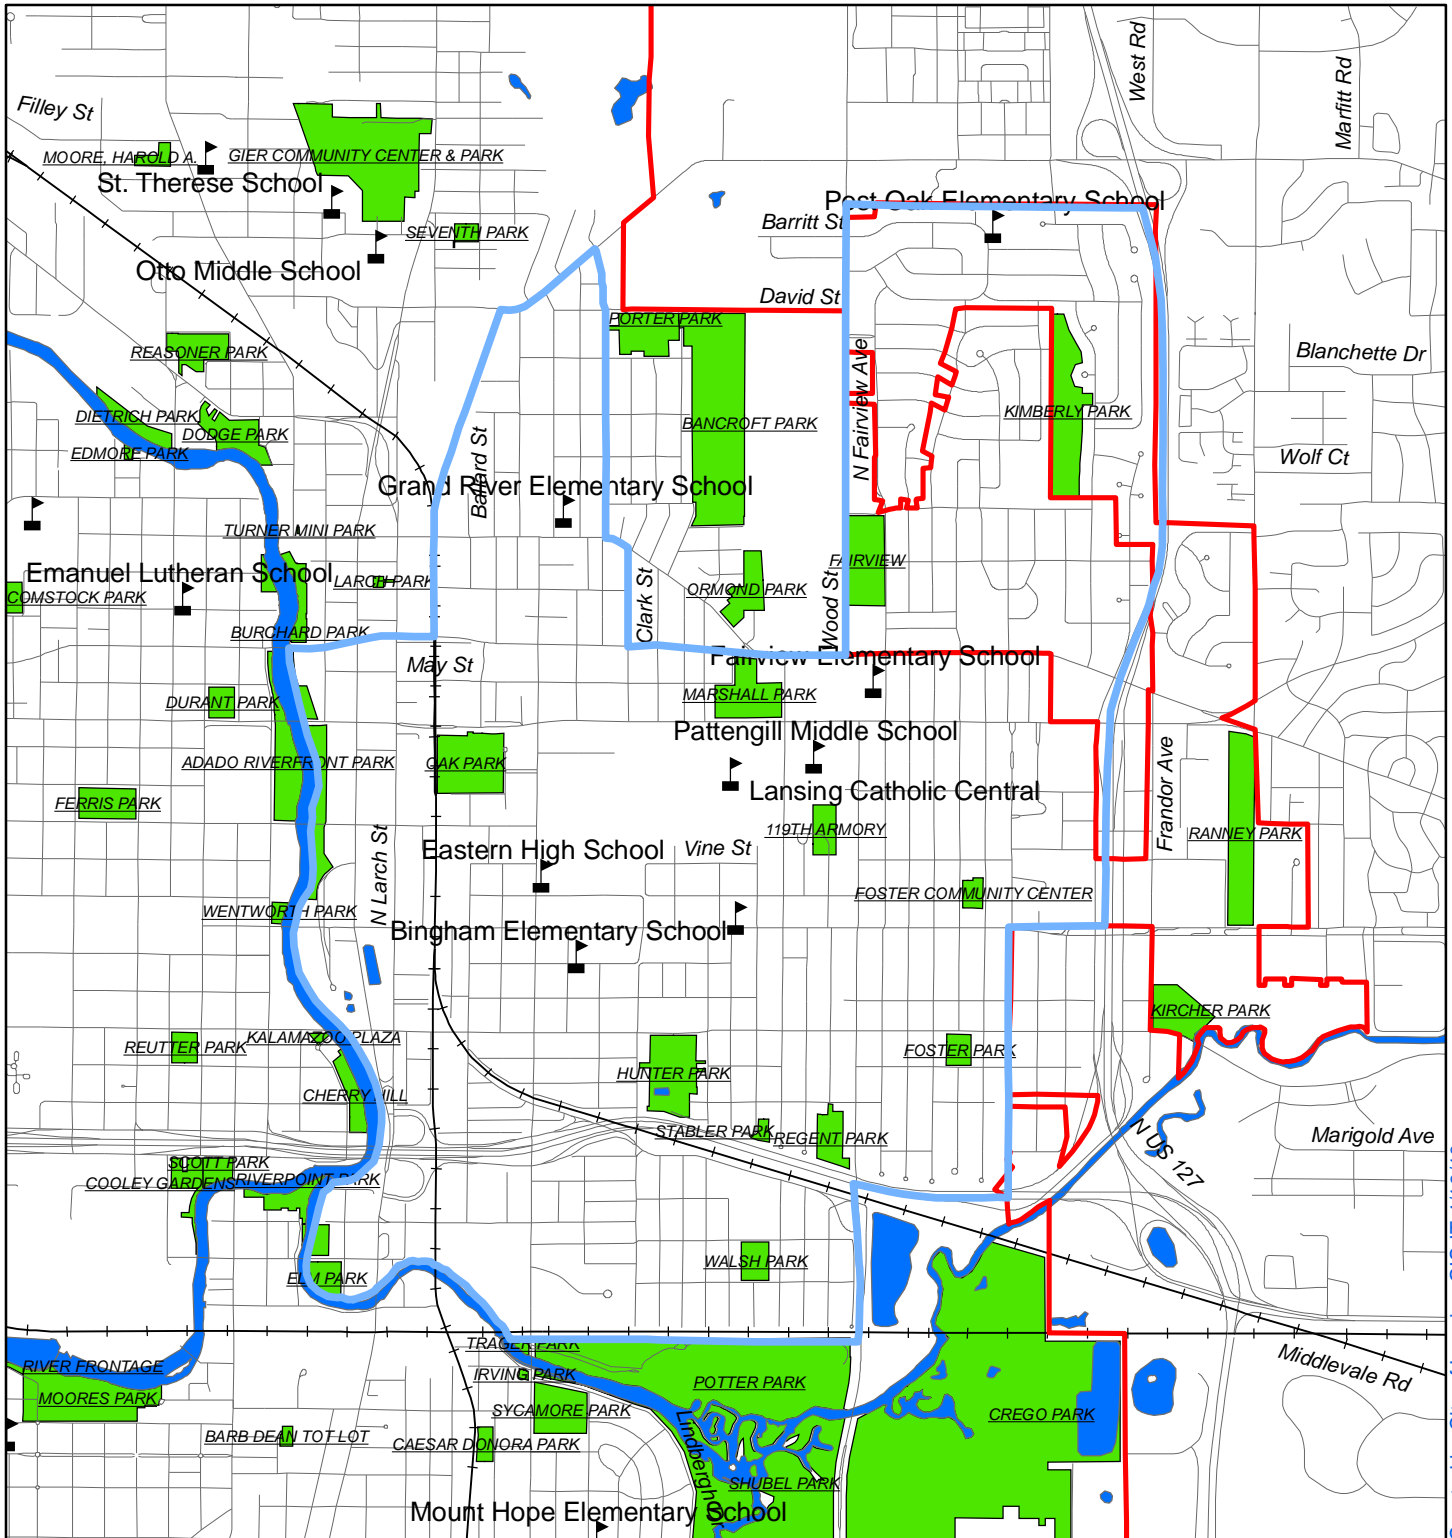 West Rd
Marfitt Rd
Filley St
MOORE, HAROLD A.
GIER COMMUNITY CENTER & PARK
St. Therese School
Post Oak Elementary School
Barritt St
SEVENTH PARK
Otto Middle School
David St
PORTER PARK
REASONER PARK
Blanchette Dr
N Fairview Ave
DIETRICH PARK
DODGE PARK
EDMORE PARK
BANCROFT PARK
KIMBERLY PARK
Ballard St
Wolf Ct
Grand River Elementary School
TURNER MINI PARK
Emanuel Lutheran School
LARCH PARK
COMSTOCK PARK
FAIRVIEW
ORMOND PARK
Clark St
Wood St
BURCHARD PARK
May St
Fairview Elementary School
DURANT PARK
MARSHALL PARK
Pattengill Middle School
ADADO RIVERFRONT PARK
OAK PARK
Lansing Catholic Central
FERRIS PARK
119TH ARMORY
Frandor Ave
RANNEY PARK
N Larch St
Eastern High School
Vine St
FOSTER COMMUNITY CENTER
WENTWORTH PARK
Bingham Elementary School
KIRCHER PARK
KALAMAZOO PLAZA
REUTTER PARK
FOSTER PARK
HUNTER PARK
CHERRY HILL
STABLER PARK
REGENT PARK
N US 127
Marigold Ave
SCOTT PARK
COOLEY GARDENS
RIVERPOINT PARK
WALSH PARK
ELM PARK
TRAGER PARK
RIVER FRONTAGE
IRVING PARK
MOORES PARK
POTTER PARK
Middlevale Rd
SYCAMORE PARK
CREGO PARK
BARB DEAN TOT LOT
CAESAR DONORA PARK
Lindbergh Dr
SHUBEL PARK
Mount Hope Elementary School